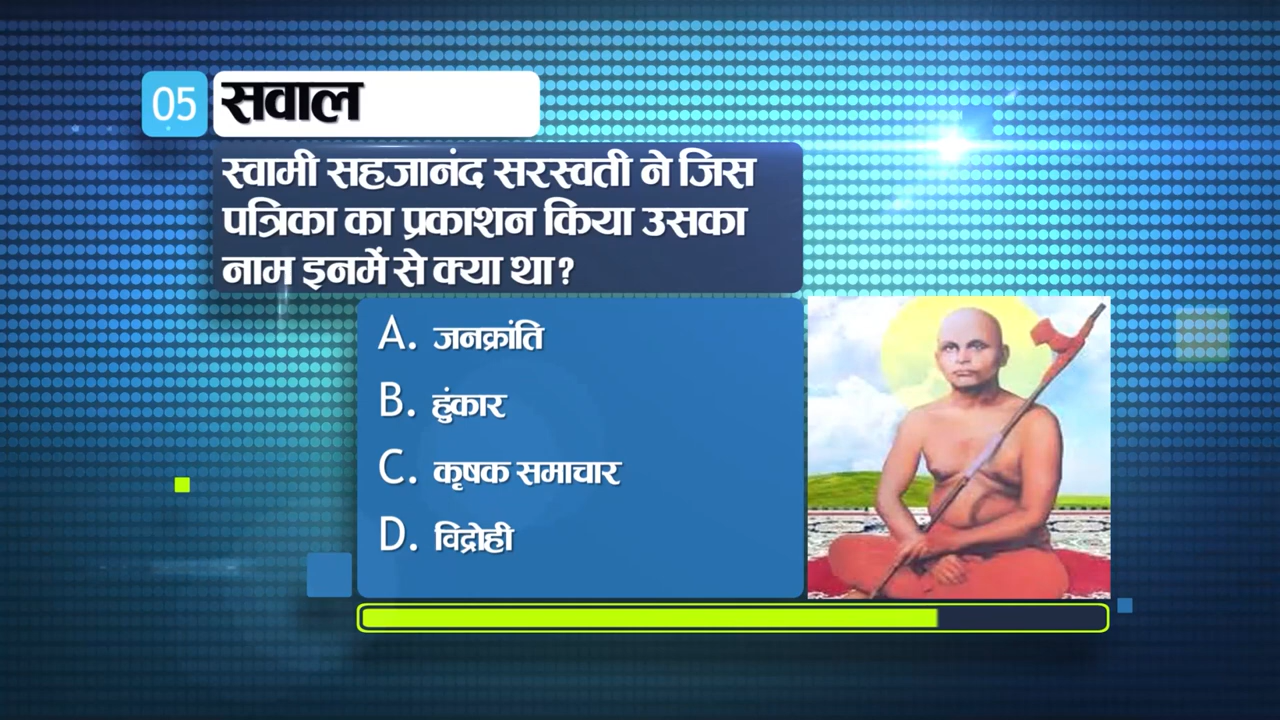 05 सवाल
स्वामी सहजानंद सरस्वती ने जिस
पत्रिका का प्रकाशन किया उसका
नाम इनमें से क्या था?
A. जनक्रांति
B. हुंकार
C. कृषक समाचार
D. विद्रोही